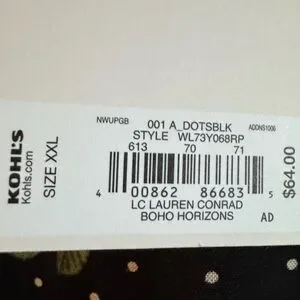 KOHL'S
Kohls.com
SIZE XXL
NWUPGB 001 A_DOTSBLK ADDNS1006
STYLE WL73Y068RP
613 70 71
4 00862 86683 5
LC LAUREN CONRAD
BOHO HORIZONS AD
$64.00